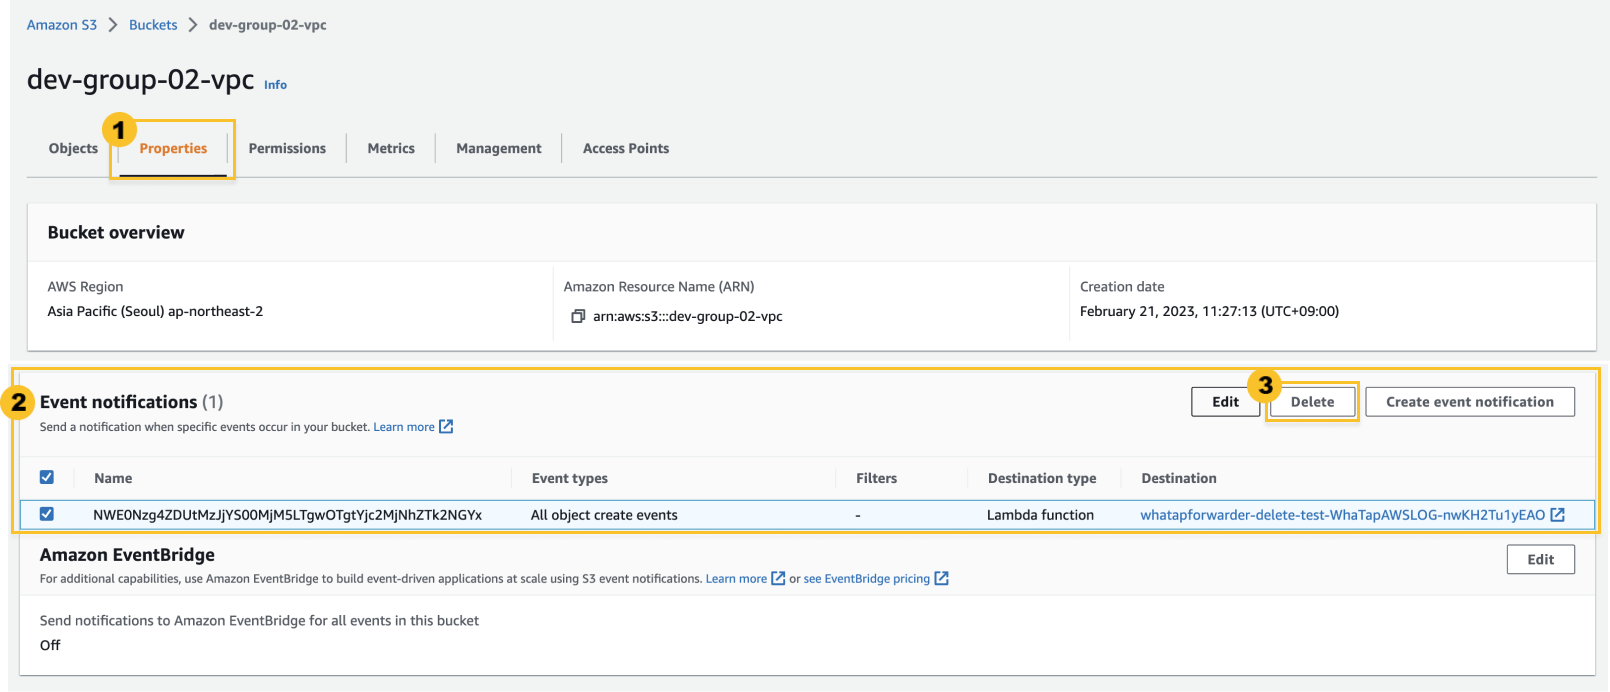 Amazon S3 > Buckets > dev-group-02-vpc
dev-group-02-vpc Info
1
Objects Properties Permissions Metrics Management Access Points
Bucket overview
AWS Region Amazon Resource Name (ARN) Creation date
Asia Pacific (Seoul) ap-northeast-2 arn:aws:s3:::dev-group-02-vpc February 21, 2023, 11:27:13 (UTC+09:00)
2 Event notifications (1) Edit 3 Delete Create event notification
Send a notification when specific events occur in your bucket. Learn more
Name Event types Filters Destination type Destination
NWE0Nzg4ZDUtMzJjYS00MjM5LTgwOTgtYjc2MjNhZTk2NGYx All object create events - Lambda function whatapforwarder-delete-test-WhaTapAWSLOG-nwKH2Tu1yEAO
Amazon EventBridge Edit
For additional capabilities, use Amazon EventBridge to build event-driven applications at scale using S3 event notifications. Learn more or see EventBridge pricing
Send notifications to Amazon EventBridge for all events in this bucket
Off